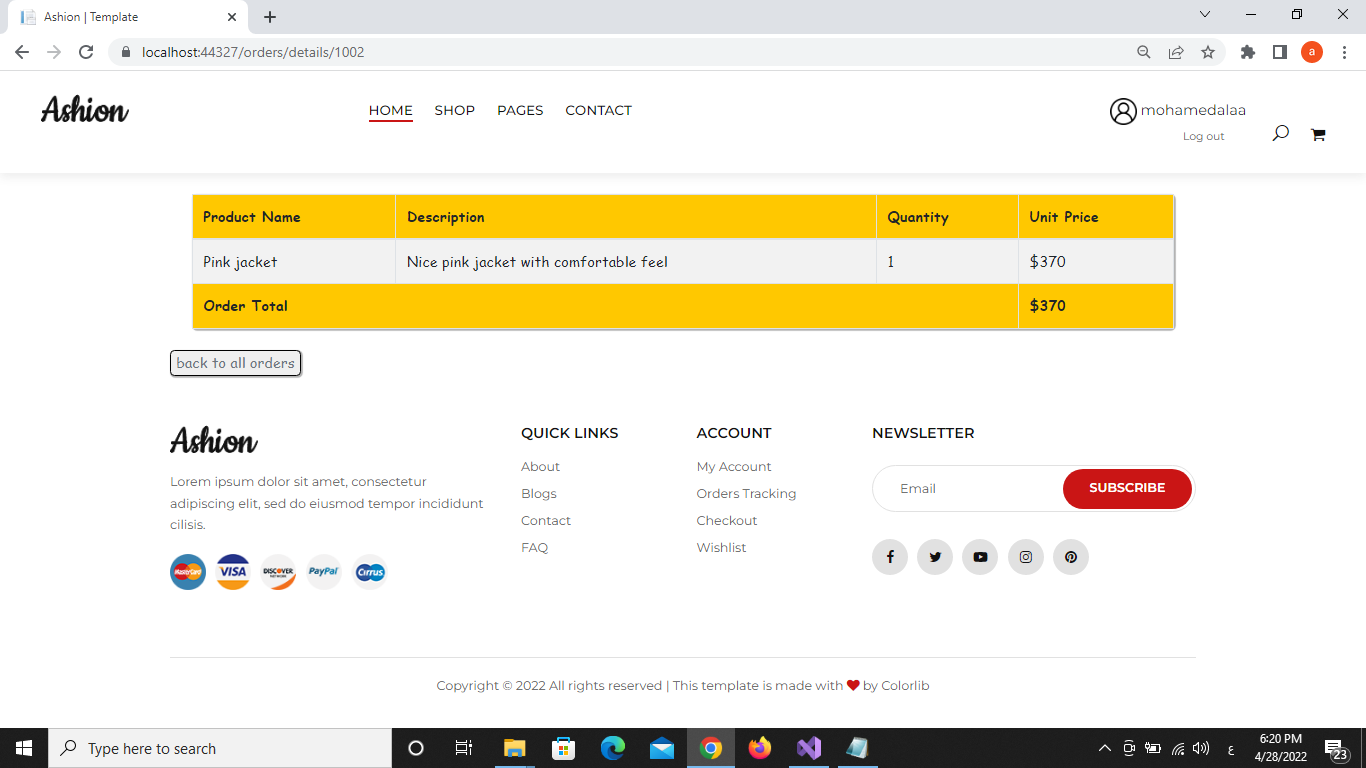 Ashion | Template
localhost:44327/orders/details/1002
a
Ashion
HOME SHOP PAGES CONTACT
mohamedalaa
Log out
Product Name Description Quantity Unit Price
Pink jacket Nice pink jacket with comfortable feel 1 $370
Order Total $370
back to all orders
Ashion
Lorem ipsum dolor sit amet, consectetur
adipiscing elit, sed do eiusmod tempor incididunt
cilisis.
MasterCard VISA DISCOVER NETWORK PayPal Cirrus
QUICK LINKS
About
Blogs
Contact
FAQ
ACCOUNT
My Account
Orders Tracking
Checkout
Wishlist
NEWSLETTER
Email SUBSCRIBE
Copyright © 2022 All rights reserved | This template is made with ❤ by Colorlib
Type here to search
ع
6:20 PM
4/28/2022
23